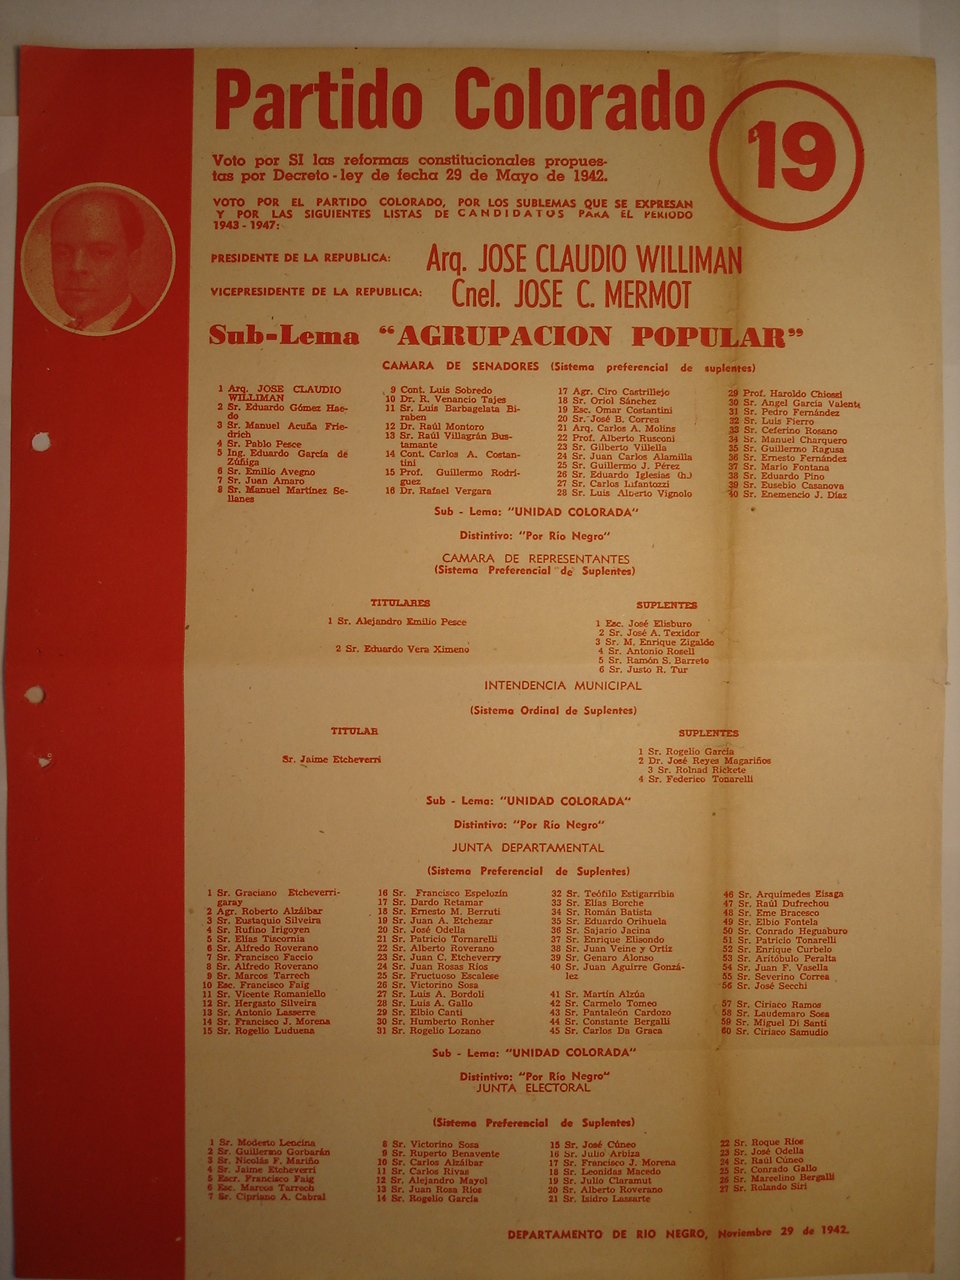 Partido Colorado
19
Voto por SI las reformas constitucionales propues-
tas por Decreto-ley de fecha 29 de Mayo de 1942.
VOTO POR EL PARTIDO COLORADO, POR LOS SUBLEMAS QUE SE EXPRESAN
Y POR LAS SIGUIENTES LISTAS DE CANDIDATOS PARA EL PERIODO
1943 - 1947:
PRESIDENTE DE LA REPUBLICA: Arq. JOSE CLAUDIO WILLIMAN
VICEPRESIDENTE DE LA REPUBLICA: Cnel. JOSE C. MERMOT
Sub-Lema "AGRUPACION POPULAR"
CAMARA DE SENADORES (Sistema preferencial de suplentes)
1 Arq. JOSE CLAUDIO
WILLIMAN
2 Sr. Eduardo Gómez Hae-
do
3 Sr. Manuel Acuña Frie-
drich
4 Sr. Pablo Pesce
5 Ing. Eduardo García de
Zúñiga
6 Sr. Emilio Avegno
7 Sr. Juan Amaro
8 Sr. Manuel Martínez Se-
llanes
9 Cont. Luis Sobredo
10 Dr. R. Venancio Tajes
11 Sr. Luis Barbagelata Bi-
raben
12 Dr. Raúl Montoro
13 Sr. Raúl Villagrán Bus-
tamante
14 Cont. Carlos A. Costan-
tini
15 Prof. Guillermo Rodrí-
guez
16 Dr. Rafael Vergara
17 Agr. Ciro Castrillejo
18 Sr. Oriol Sánchez
19 Esc. Omar Costantini
20 Sr. José B. Correa
21 Arq. Carlos A. Molins
22 Prof. Alberto Rusconi
23 Sr. Gilberto Villella
24 Sr. Juan Carlos Alamilla
25 Sr. Guillermo J. Pérez
26 Sr. Eduardo Iglesias (h.)
27 Sr. Carlos Lifantozzi
28 Sr. Luis Alberto Vignolo
29 Prof. Haroldo Chiossi
30 Sr. Angel García Valente
31 Sr. Pedro Fernández
32 Sr. Luis Fierro
33 Sr. Ceferino Rosano
34 Sr. Manuel Charquero
35 Sr. Guillermo Ragusa
36 Sr. Ernesto Fernández
37 Sr. Mario Fontana
38 Sr. Eduardo Pino
39 Sr. Eusebio Casanova
40 Sr. Enemencio J. Díaz
Sub - Lema: "UNIDAD COLORADA"
Distintivo: "Por Río Negro"
CAMARA DE REPRESENTANTES
(Sistema Preferencial de Suplentes)
TITULARES
1 Sr. Alejandro Emilio Pesce
2 Sr. Eduardo Vera Ximeno
SUPLENTES
1 Esc. José Elisburo
2 Sr. José A. Texidor
3 Sr. M. Enrique Zigaldo
4 Sr. Antonio Rosell
5 Sr. Ramón S. Barreto
6 Sr. Justo R. Tur
INTENDENCIA MUNICIPAL
(Sistema Ordinal de Suplentes)
TITULAR
Sr. Jaime Etcheverri
SUPLENTES
1 Sr. Rogelio García
2 Dr. José Reyes Magariños
3 Sr. Rolnad Rickete
4 Sr. Federico Tonarelli
Sub - Lema: "UNIDAD COLORADA"
Distintivo: "Por Río Negro"
JUNTA DEPARTAMENTAL
(Sistema Preferencial de Suplentes)
1 Sr. Graciano Etcheverri-
garay
2 Agr. Roberto Alzáibar
3 Sr. Eustaquio Silveira
4 Sr. Rufino Irigoyen
5 Sr. Elías Tiscornia
6 Sr. Alfredo Roverano
7 Sr. Francisco Faccio
8 Sr. Alfredo Roverano
9 Sr. Marcos Tarrech
10 Esc. Francisco Faig
11 Sr. Vicente Romaniello
12 Sr. Hergasto Silveira
13 Sr. Antonio Lasserre
14 Sr. Francisco J. Morena
15 Sr. Rogelio Luduena
16 Sr. Francisco Espelozín
17 Sr. Dardo Retamar
18 Sr. Ernesto M. Berruti
19 Sr. Juan A. Etchezar
20 Sr. José Odella
21 Sr. Patricio Tornarelli
22 Sr. Alberto Roverano
23 Sr. Juan C. Etcheverry
24 Sr. Juan Rosas Ríos
25 Sr. Fructuoso Escalese
26 Sr. Victorino Sosa
27 Sr. Luis A. Bordoli
28 Sr. Luis A. Gallo
29 Sr. Elbio Canti
30 Sr. Humberto Ronher
31 Sr. Rogelio Lozano
32 Sr. Teófilo Estigarribia
33 Sr. Elías Borche
34 Sr. Román Batista
35 Sr. Eduardo Orihuela
36 Sr. Sajario Jacina
37 Sr. Enrique Elisondo
38 Sr. Juan Veine y Ortiz
39 Sr. Genaro Alonso
40 Sr. Juan Aguirre Gonzá-
lez
41 Sr. Martín Alzúa
42 Sr. Carmelo Tomeo
43 Sr. Pantaleón Cardozo
44 Sr. Constante Bergalli
45 Sr. Carlos Da Graca
46 Sr. Arquímedes Eisaga
47 Sr. Raúl Dufrechou
48 Sr. Eme Bracesco
49 Sr. Elbio Fontela
50 Sr. Conrado Heguaburo
51 Sr. Patricio Tonarelli
52 Sr. Enrique Curbelo
53 Sr. Aritóbulo Peralta
54 Sr. Juan F. Vasella
55 Sr. Severino Correa
56 Sr. José Secchi
57 Sr. Ciriaco Ramos
58 Sr. Laudemaro Sosa
59 Sr. Miguel Di Santi
60 Sr. Ciriaco Samudio
Sub - Lema: "UNIDAD COLORADA"
Distintivo: "Por Río Negro"
JUNTA ELECTORAL
(Sistema Preferencial de Suplentes)
1 Sr. Modesto Lencina
2 Sr. Guillermo Gorbarán
3 Sr. Nicolás F. Mariño
4 Sr. Jaime Etcheverri
5 Escr. Francisco Faig
6 Esc. Marcos Tarrech
7 Sr. Cipriano A. Cabral
8 Sr. Victorino Sosa
9 Sr. Ruperto Benavente
10 Sr. Carlos Alzáibar
11 Sr. Carlos Rivas
12 Sr. Alejandro Mayol
13 Sr. Juan Rosa Ríos
14 Sr. Rogelio García
15 Sr. José Cúneo
16 Sr. Julio Arbiza
17 Sr. Francisco J. Morena
18 Sr. Leonidas Macedo
19 Sr. Julio Claramut
20 Sr. Alberto Roverano
21 Sr. Isidro Lassarte
22 Sr. Roque Ríos
23 Sr. José Odella
24 Sr. Raúl Cúneo
25 Sr. Conrado Gallo
26 Sr. Marcelino Bergalli
27 Sr. Rolando Siri
DEPARTAMENTO DE RIO NEGRO, Noviembre 29 de 1942.